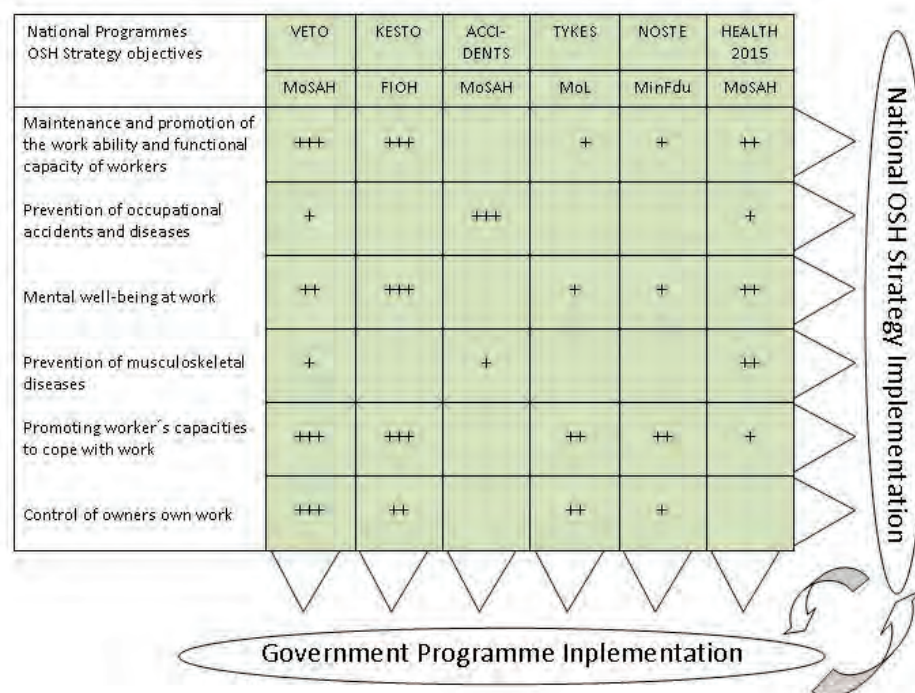 National Programmes
OSH Strategy objectives
VETO KESTO ACCI-DENTS TYKES NOSTE HEALTH 2015
MoSAH FIOH MoSAH MoL MinFdu MoSAH
Maintenance and promotion of
the work ability and functional
capacity of workers
+++ +++ + + ++
Prevention of occupational
accidents and diseases
+ +++ +
Mental well-being at work
++ +++ + + ++
Prevention of musculoskeletal
diseases
+ + ++
Promoting worker´s capacities
to cope with work
+++ +++ ++ ++ +
Control of owners own work
+++ ++ ++ +
National OSH Strategy Implementation
Government Programme Inplementation